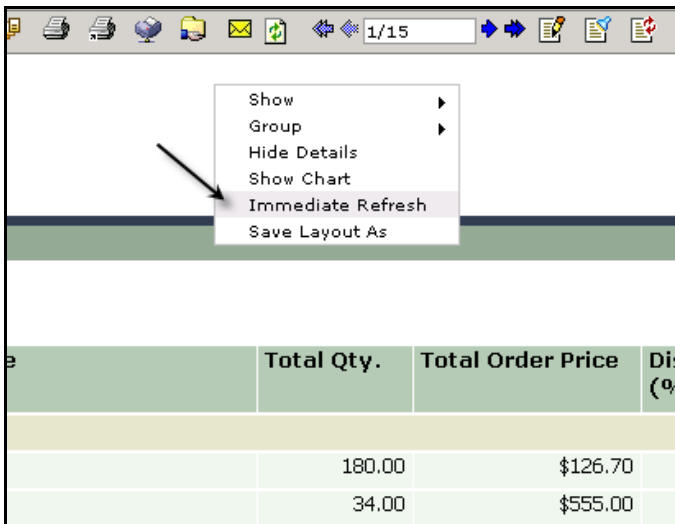 1/15
Show
Group
Hide Details
Show Chart
Immediate Refresh
Save Layout As
e Total Qty. Total Order Price Dis
(%
180.00 $126.70
34.00 $555.00